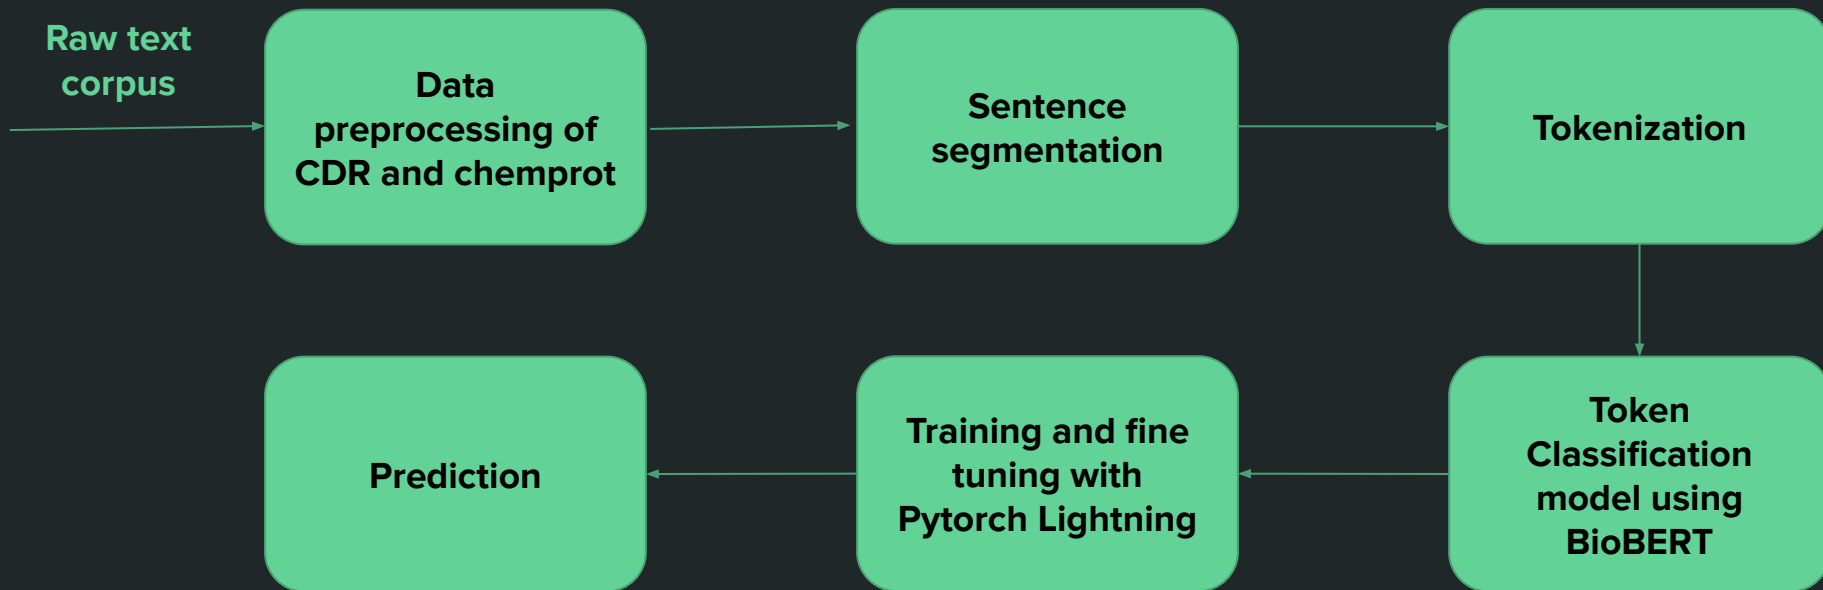 Raw text
corpus
Data
preprocessing of
CDR and chemprot
Sentence
segmentation
Tokenization
Token
Classification
model using
BioBERT
Training and fine
tuning with
Pytorch Lightning
Prediction